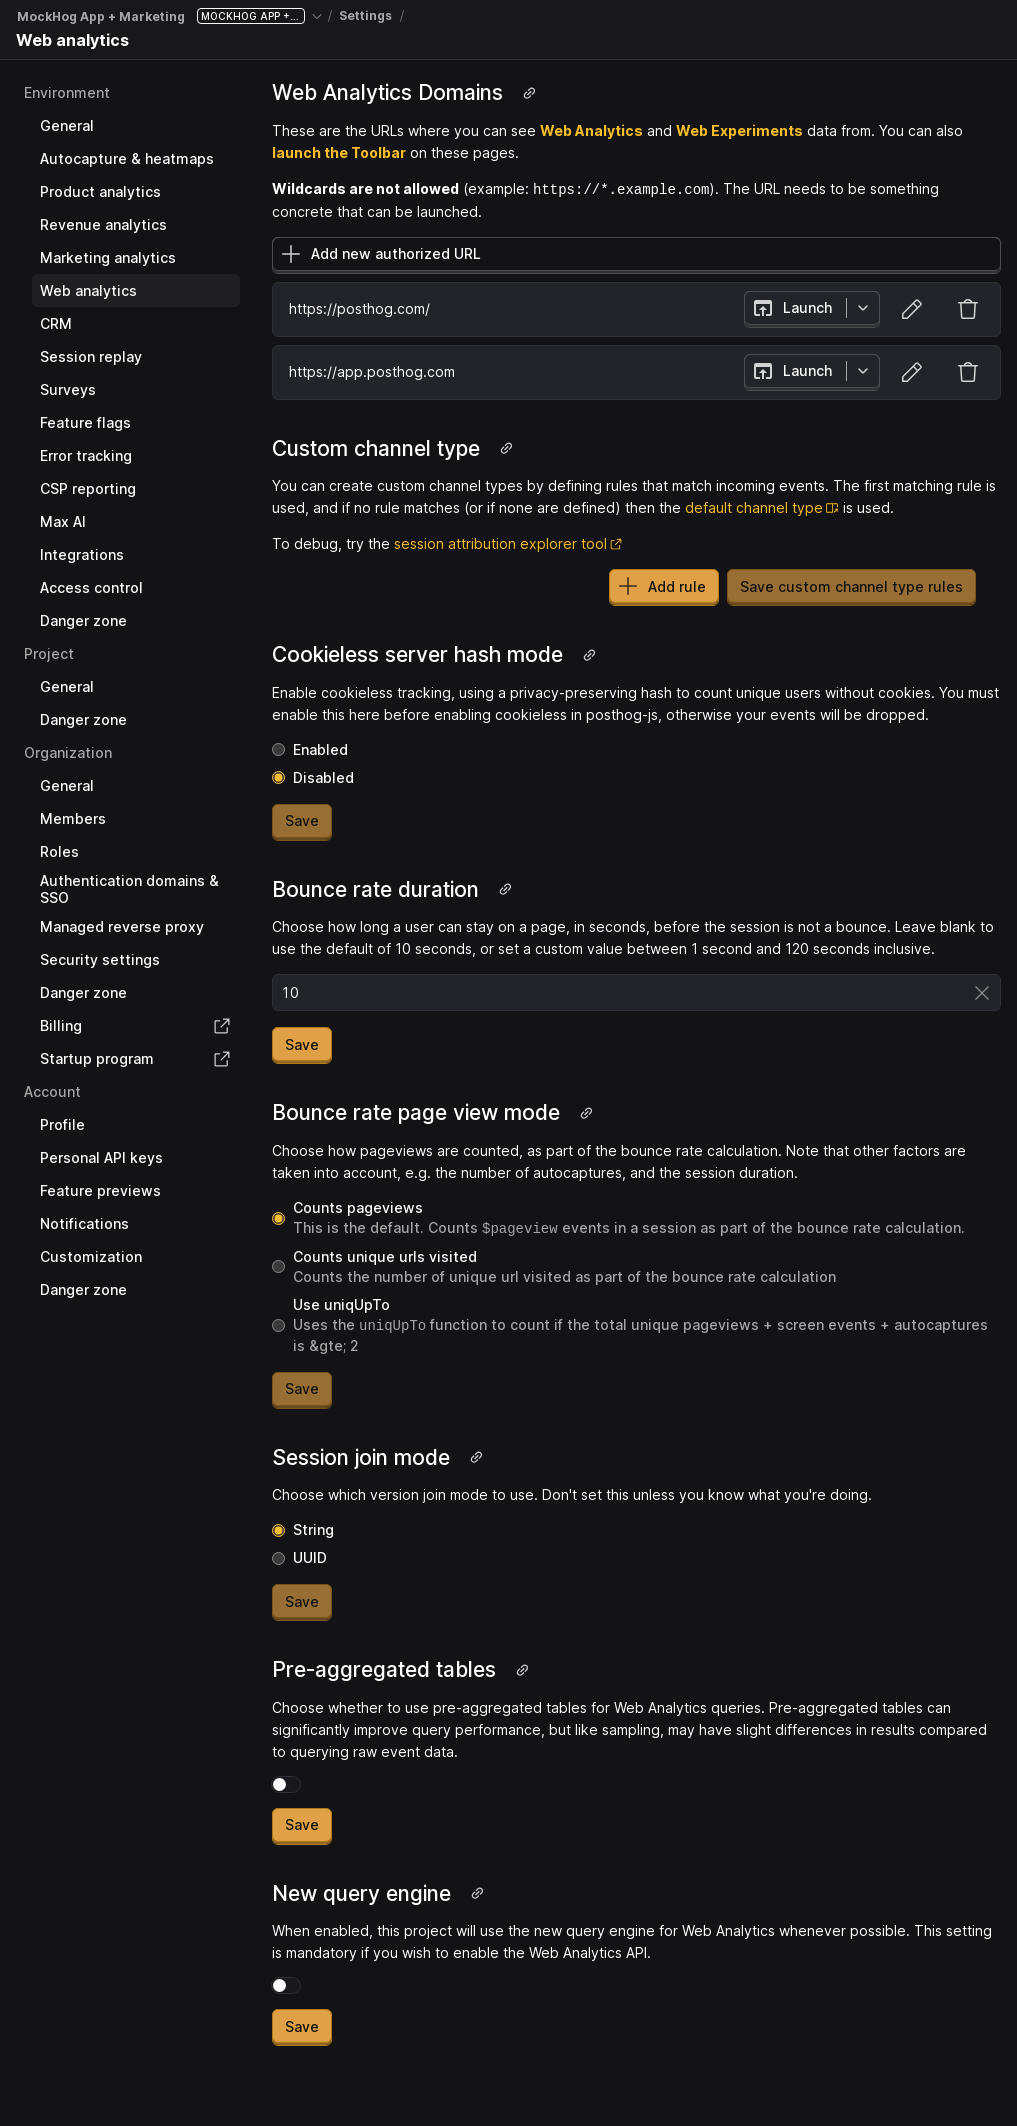 MockHog App + Marketing MOCKHOG APP +... / Settings /
Web analytics
Environment
General
Autocapture & heatmaps
Product analytics
Revenue analytics
Marketing analytics
Web analytics
CRM
Session replay
Surveys
Feature flags
Error tracking
CSP reporting
Max AI
Integrations
Access control
Danger zone
Project
General
Danger zone
Organization
General
Members
Roles
Authentication domains &
SSO
Managed reverse proxy
Security settings
Danger zone
Billing
Startup program
Account
Profile
Personal API keys
Feature previews
Notifications
Customization
Danger zone
Web Analytics Domains
These are the URLs where you can see Web Analytics and Web Experiments data from. You can also
launch the Toolbar on these pages.
Wildcards are not allowed (example: https://*.example.com). The URL needs to be something
concrete that can be launched.
Add new authorized URL
https://posthog.com/ Launch
https://app.posthog.com Launch
Custom channel type
You can create custom channel types by defining rules that match incoming events. The first matching rule is
used, and if no rule matches (or if none are defined) then the default channel type is used.
To debug, try the session attribution explorer tool
Add rule Save custom channel type rules
Cookieless server hash mode
Enable cookieless tracking, using a privacy-preserving hash to count unique users without cookies. You must
enable this here before enabling cookieless in posthog-js, otherwise your events will be dropped.
Enabled
Disabled
Save
Bounce rate duration
Choose how long a user can stay on a page, in seconds, before the session is not a bounce. Leave blank to
use the default of 10 seconds, or set a custom value between 1 second and 120 seconds inclusive.
10
Save
Bounce rate page view mode
Choose how pageviews are counted, as part of the bounce rate calculation. Note that other factors are
taken into account, e.g. the number of autocaptures, and the session duration.
Counts pageviews
This is the default. Counts $pageview events in a session as part of the bounce rate calculation.
Counts unique urls visited
Counts the number of unique url visited as part of the bounce rate calculation
Use uniqUpTo
Uses the uniqUpTo function to count if the total unique pageviews + screen events + autocaptures
is &gte; 2
Save
Session join mode
Choose which version join mode to use. Don't set this unless you know what you're doing.
String
UUID
Save
Pre-aggregated tables
Choose whether to use pre-aggregated tables for Web Analytics queries. Pre-aggregated tables can
significantly improve query performance, but like sampling, may have slight differences in results compared
to querying raw event data.
Save
New query engine
When enabled, this project will use the new query engine for Web Analytics whenever possible. This setting
is mandatory if you wish to enable the Web Analytics API.
Save